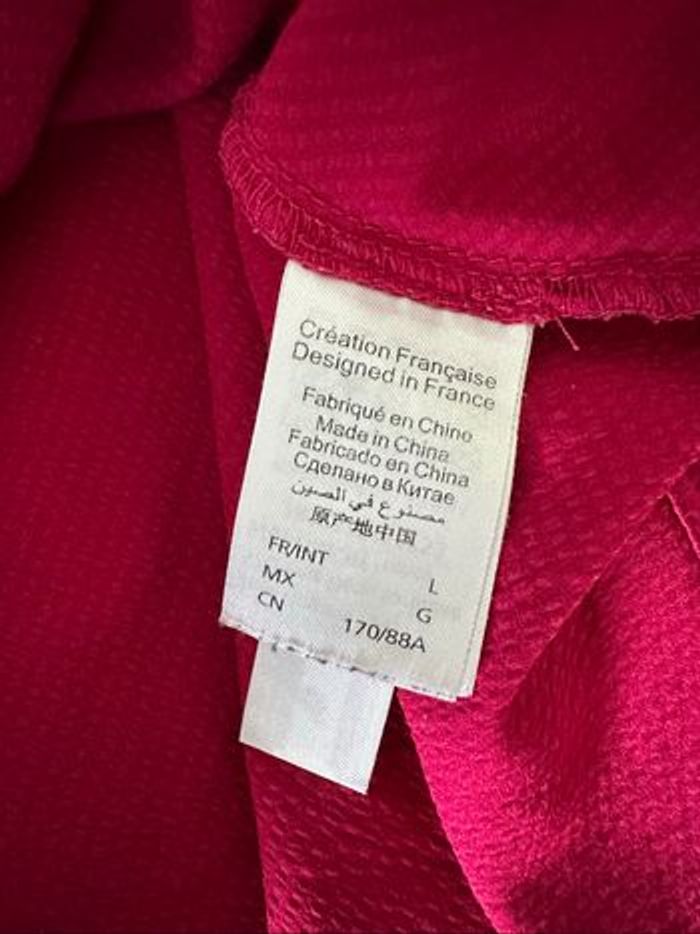 Création Française
Designed in France
Fabriqué en Chine
Made in China
Fabricado en China
Сделано в Китае
مصنوع في الصين
原产地中国
FR/INT L
MX G
CN 170/88A